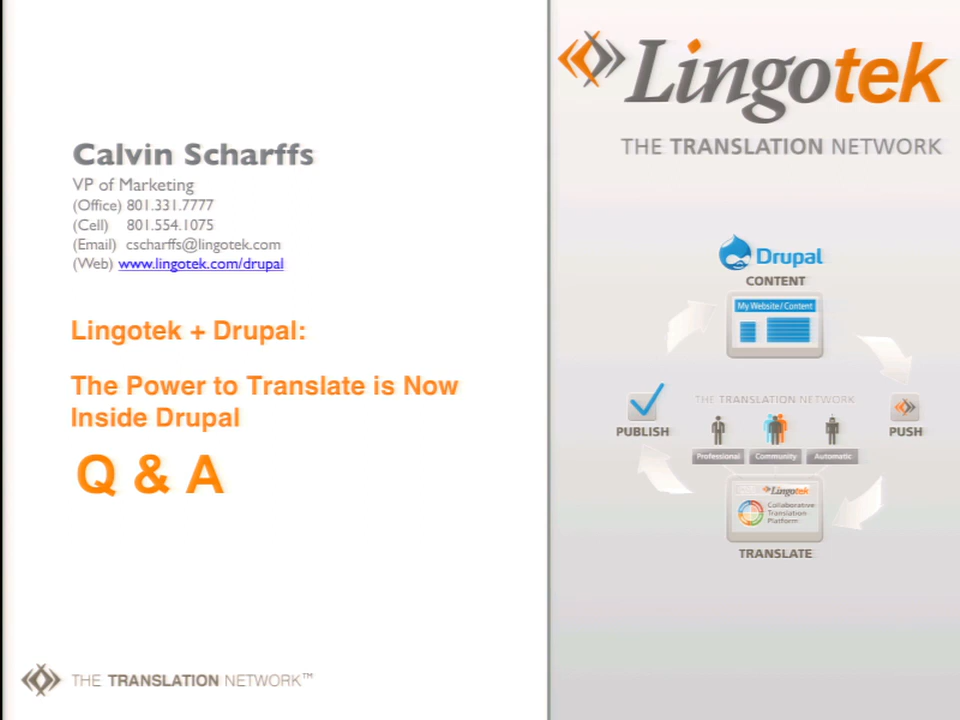 Calvin Scharffs
VP of Marketing
(Office) 801.331.7777
(Cell) 801.554.1075
(Email) cscharffs@lingotek.com
(Web) www.lingotek.com/drupal
Lingotek + Drupal:
The Power to Translate is Now
Inside Drupal
Q & A
THE TRANSLATION NETWORK™
Lingotek
THE TRANSLATION NETWORK
Drupal
CONTENT
My Website / Content
THE TRANSLATION NETWORK
PUBLISH
PUSH
Professional
Community
Automatic
Lingotek
Collaborative
Translation
Platform
TRANSLATE